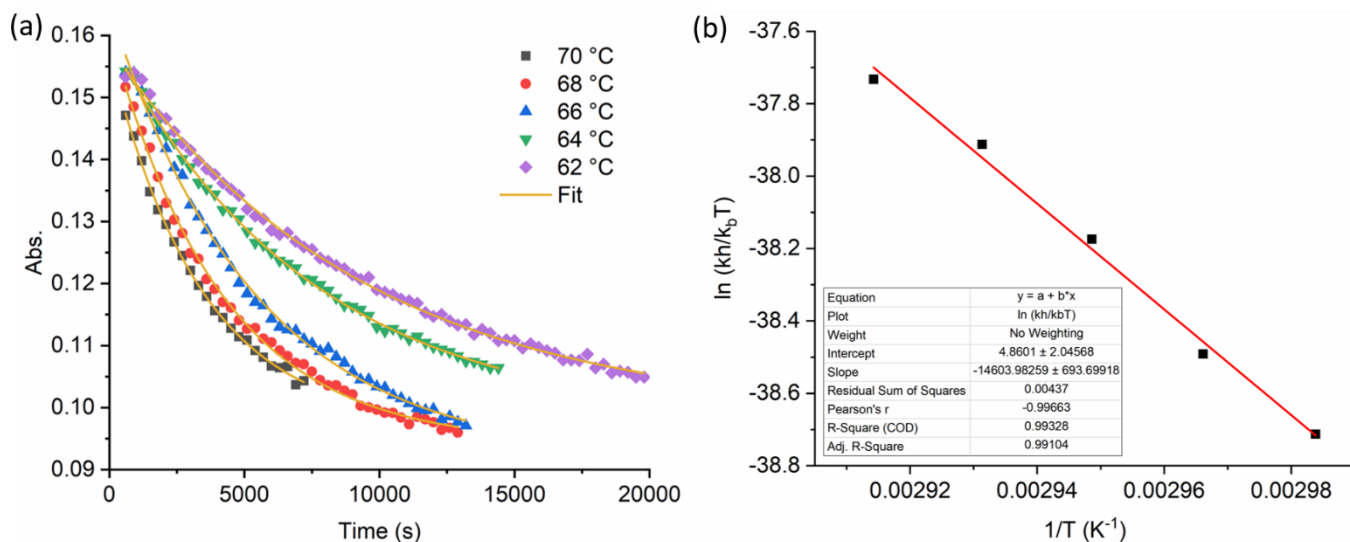 (a)
0.16
0.15
0.14
0.13
0.12
0.11
0.10
0.09
Abs.
70 °C
68 °C
66 °C
64 °C
62 °C
Fit
0
5000
10000
15000
20000
Time (s)
(b)
-37.6
-37.8
-38.0
-38.2
-38.4
-38.6
-38.8
ln (kh/k_bT)
Equation y = a + b*x
Plot ln (kh/kbT)
Weight No Weighting
Intercept 4.8601 ± 2.04568
Slope -14603.98259 ± 693.69918
Residual Sum of Squares 0.00437
Pearson's r -0.99663
R-Square (COD) 0.99328
Adj. R-Square 0.99104
0.00292
0.00294
0.00296
0.00298
1/T (K⁻¹)